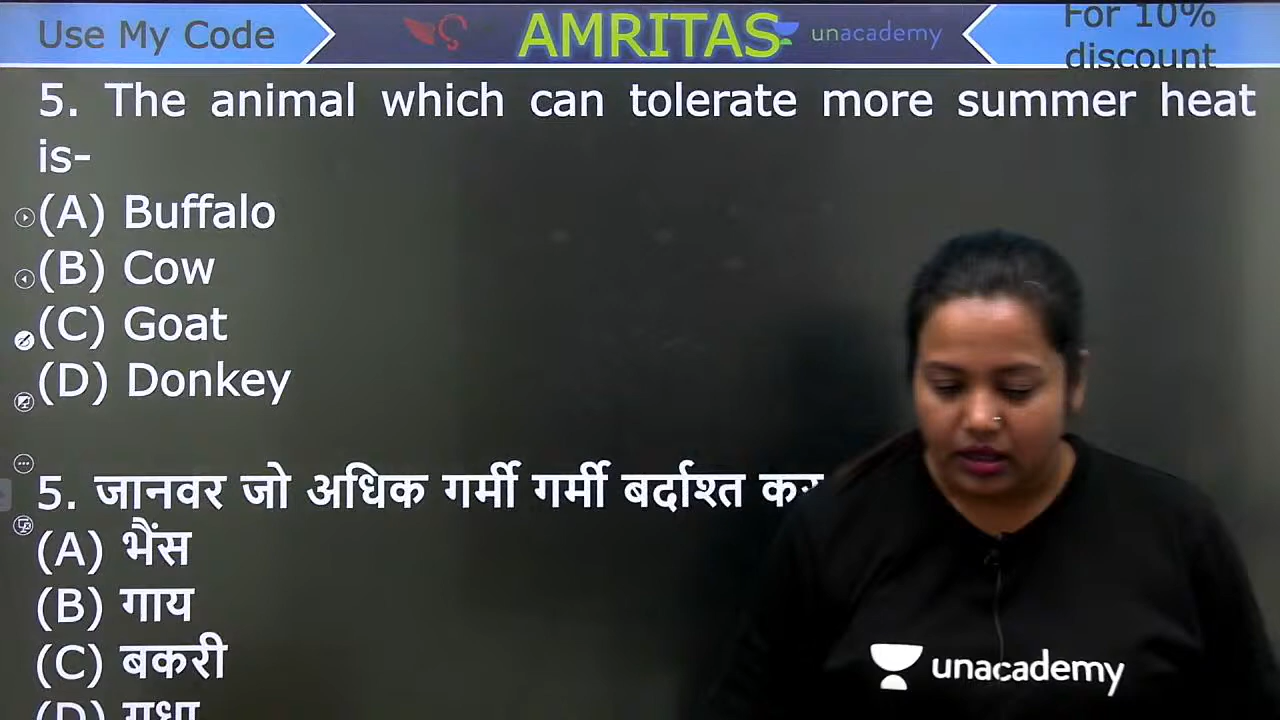 Use My Code
AMRITAS
unacademy
For 10%
discount
5. The animal which can tolerate more summer heat
is-
(A) Buffalo
(B) Cow
(C) Goat
(D) Donkey
5. जानवर जो अधिक गर्मी गर्मी बर्दाश्त
(A) भैंस
(B) गाय
(C) बकरी
(D) गधा
unacademy